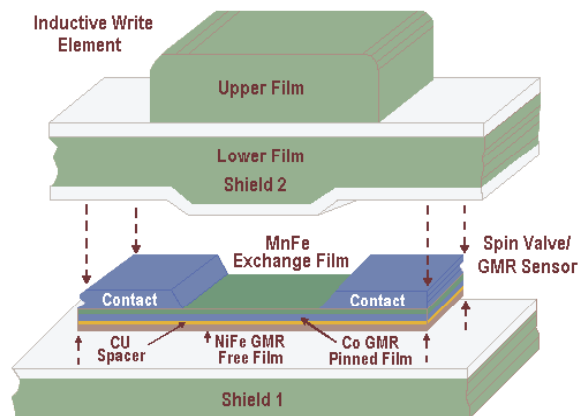 Inductive Write
Element
Upper Film
Lower Film
Shield 2
MnFe
Exchange Film
Spin Valve/
GMR Sensor
Contact
Contact
CU
Spacer
NiFe GMR
Free Film
Co GMR
Pinned Film
Shield 1